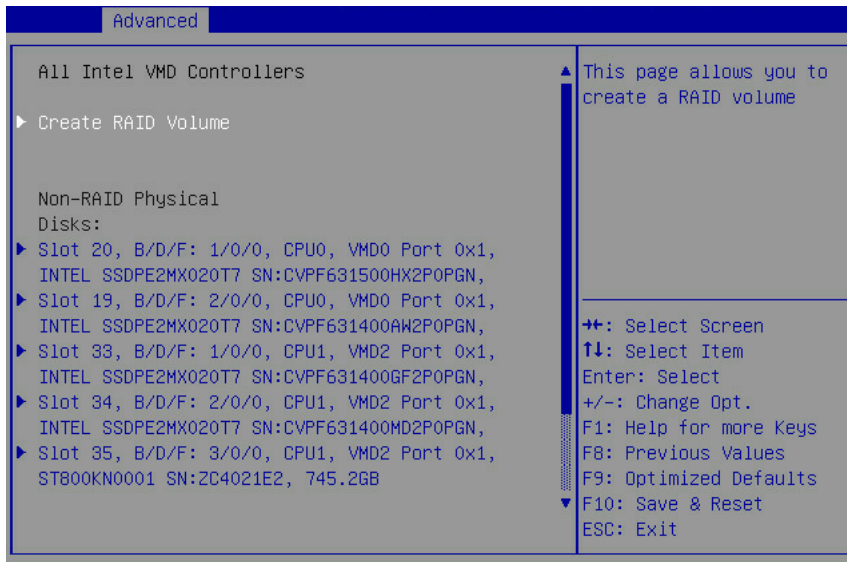 Advanced
All Intel VMD Controllers
Create RAID Volume
Non-RAID Physical
Disks:
Slot 20, B/D/F: 1/0/0, CPU0, VMD0 Port 0x1,
INTEL SSDPE2MX020T7 SN:CVPF631500HX2P0PGN,
Slot 19, B/D/F: 2/0/0, CPU0, VMD0 Port 0x1,
INTEL SSDPE2MX020T7 SN:CVPF631400AW2P0PGN,
Slot 33, B/D/F: 1/0/0, CPU1, VMD2 Port 0x1,
INTEL SSDPE2MX020T7 SN:CVPF631400GF2P0PGN,
Slot 34, B/D/F: 2/0/0, CPU1, VMD2 Port 0x1,
INTEL SSDPE2MX020T7 SN:CVPF631400MD2P0PGN,
Slot 35, B/D/F: 3/0/0, CPU1, VMD2 Port 0x1,
ST800KN0001 SN:ZC4021E2, 745.2GB
This page allows you to
create a RAID volume
→←: Select Screen
↑↓: Select Item
Enter: Select
+/-: Change Opt.
F1: Help for more Keys
F8: Previous Values
F9: Optimized Defaults
F10: Save & Reset
ESC: Exit